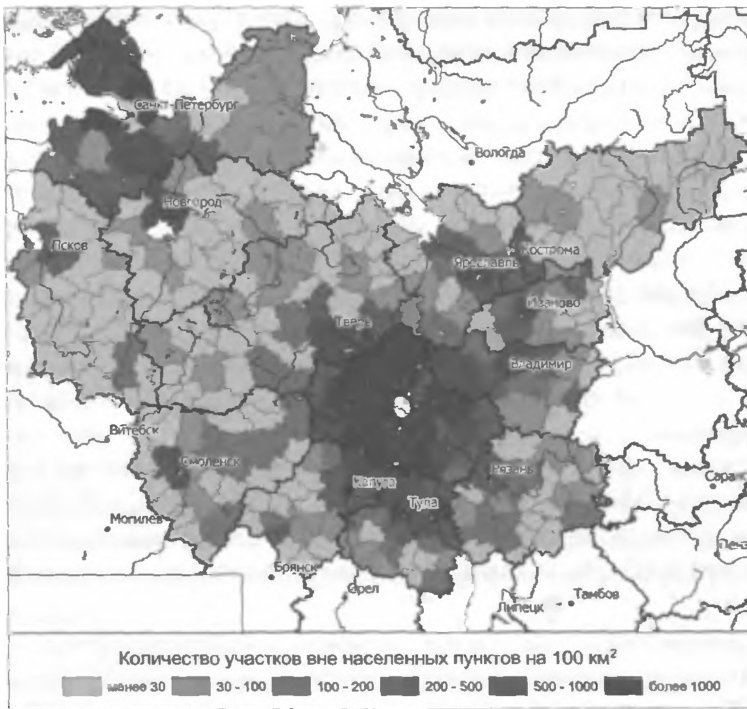 Санкт-Петербург
Вологда
Новгород
Псков
Кострома
Ярославль
Иваново
Тверь
Владимир
Витебск
Смоленск
Рязань
Калуга
Тула
Могилёв
Брянск
Орел
Липецк
Тамбов
Количество участков вне населенных пунктов на 100 км²
менее 30 30 - 100 100 - 200 200 - 500 500 - 1000 более 1000